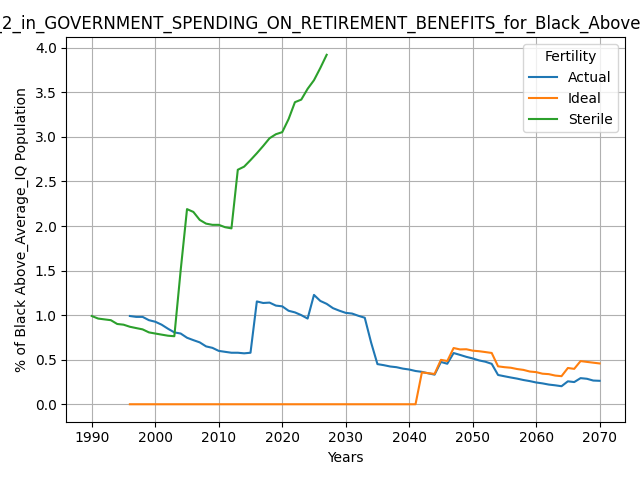 _2_in_GOVERNMENT_SPENDING_ON_RETIREMENT_BENEFITS_for_Black_Above
% of Black Above_Average_IQ Population
4.0
3.5
3.0
2.5
2.0
1.5
1.0
0.5
0.0
Fertility
Actual
Ideal
Sterile
1990 2000 2010 2020 2030 2040 2050 2060 2070
Years